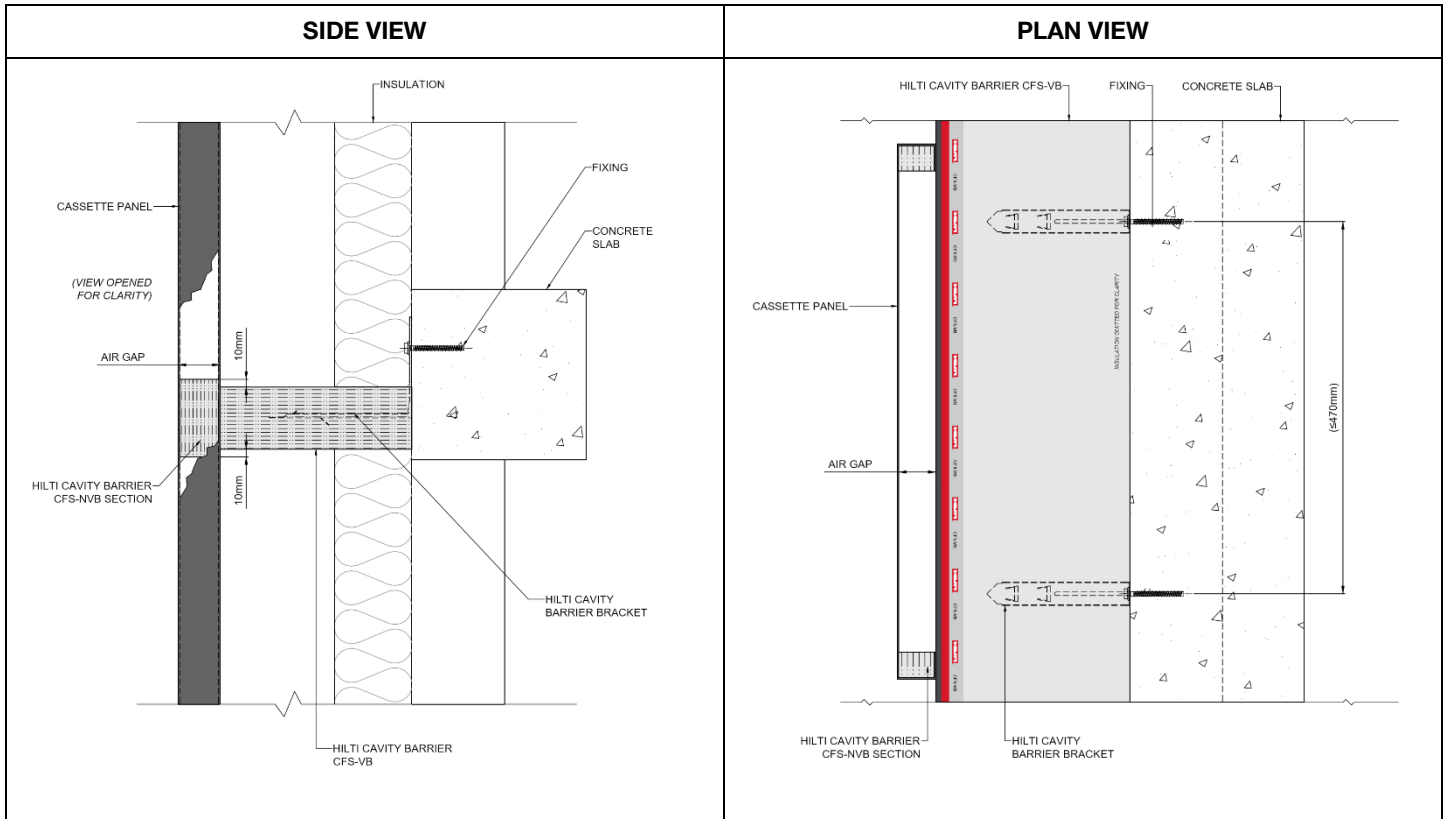 SIDE VIEW
INSULATION
FIXING
CASSETTE PANEL
CONCRETE
SLAB
(VIEW OPENED
FOR CLARITY)
10mm
AIR GAP
HILTI CAVITY BARRIER
CFS-NVB SECTION
10mm
HILTI CAVITY
BARRIER BRACKET
HILTI CAVITY BARRIER
CFS-VB
PLAN VIEW
HILTI CAVITY BARRIER CFS-VB
FIXING
CONCRETE SLAB
CASSETTE PANEL
INSULATION OMITTED FOR CLARITY
(≤470mm)
AIR GAP
HILTI CAVITY BARRIER
CFS-NVB SECTION
HILTI CAVITY
BARRIER BRACKET